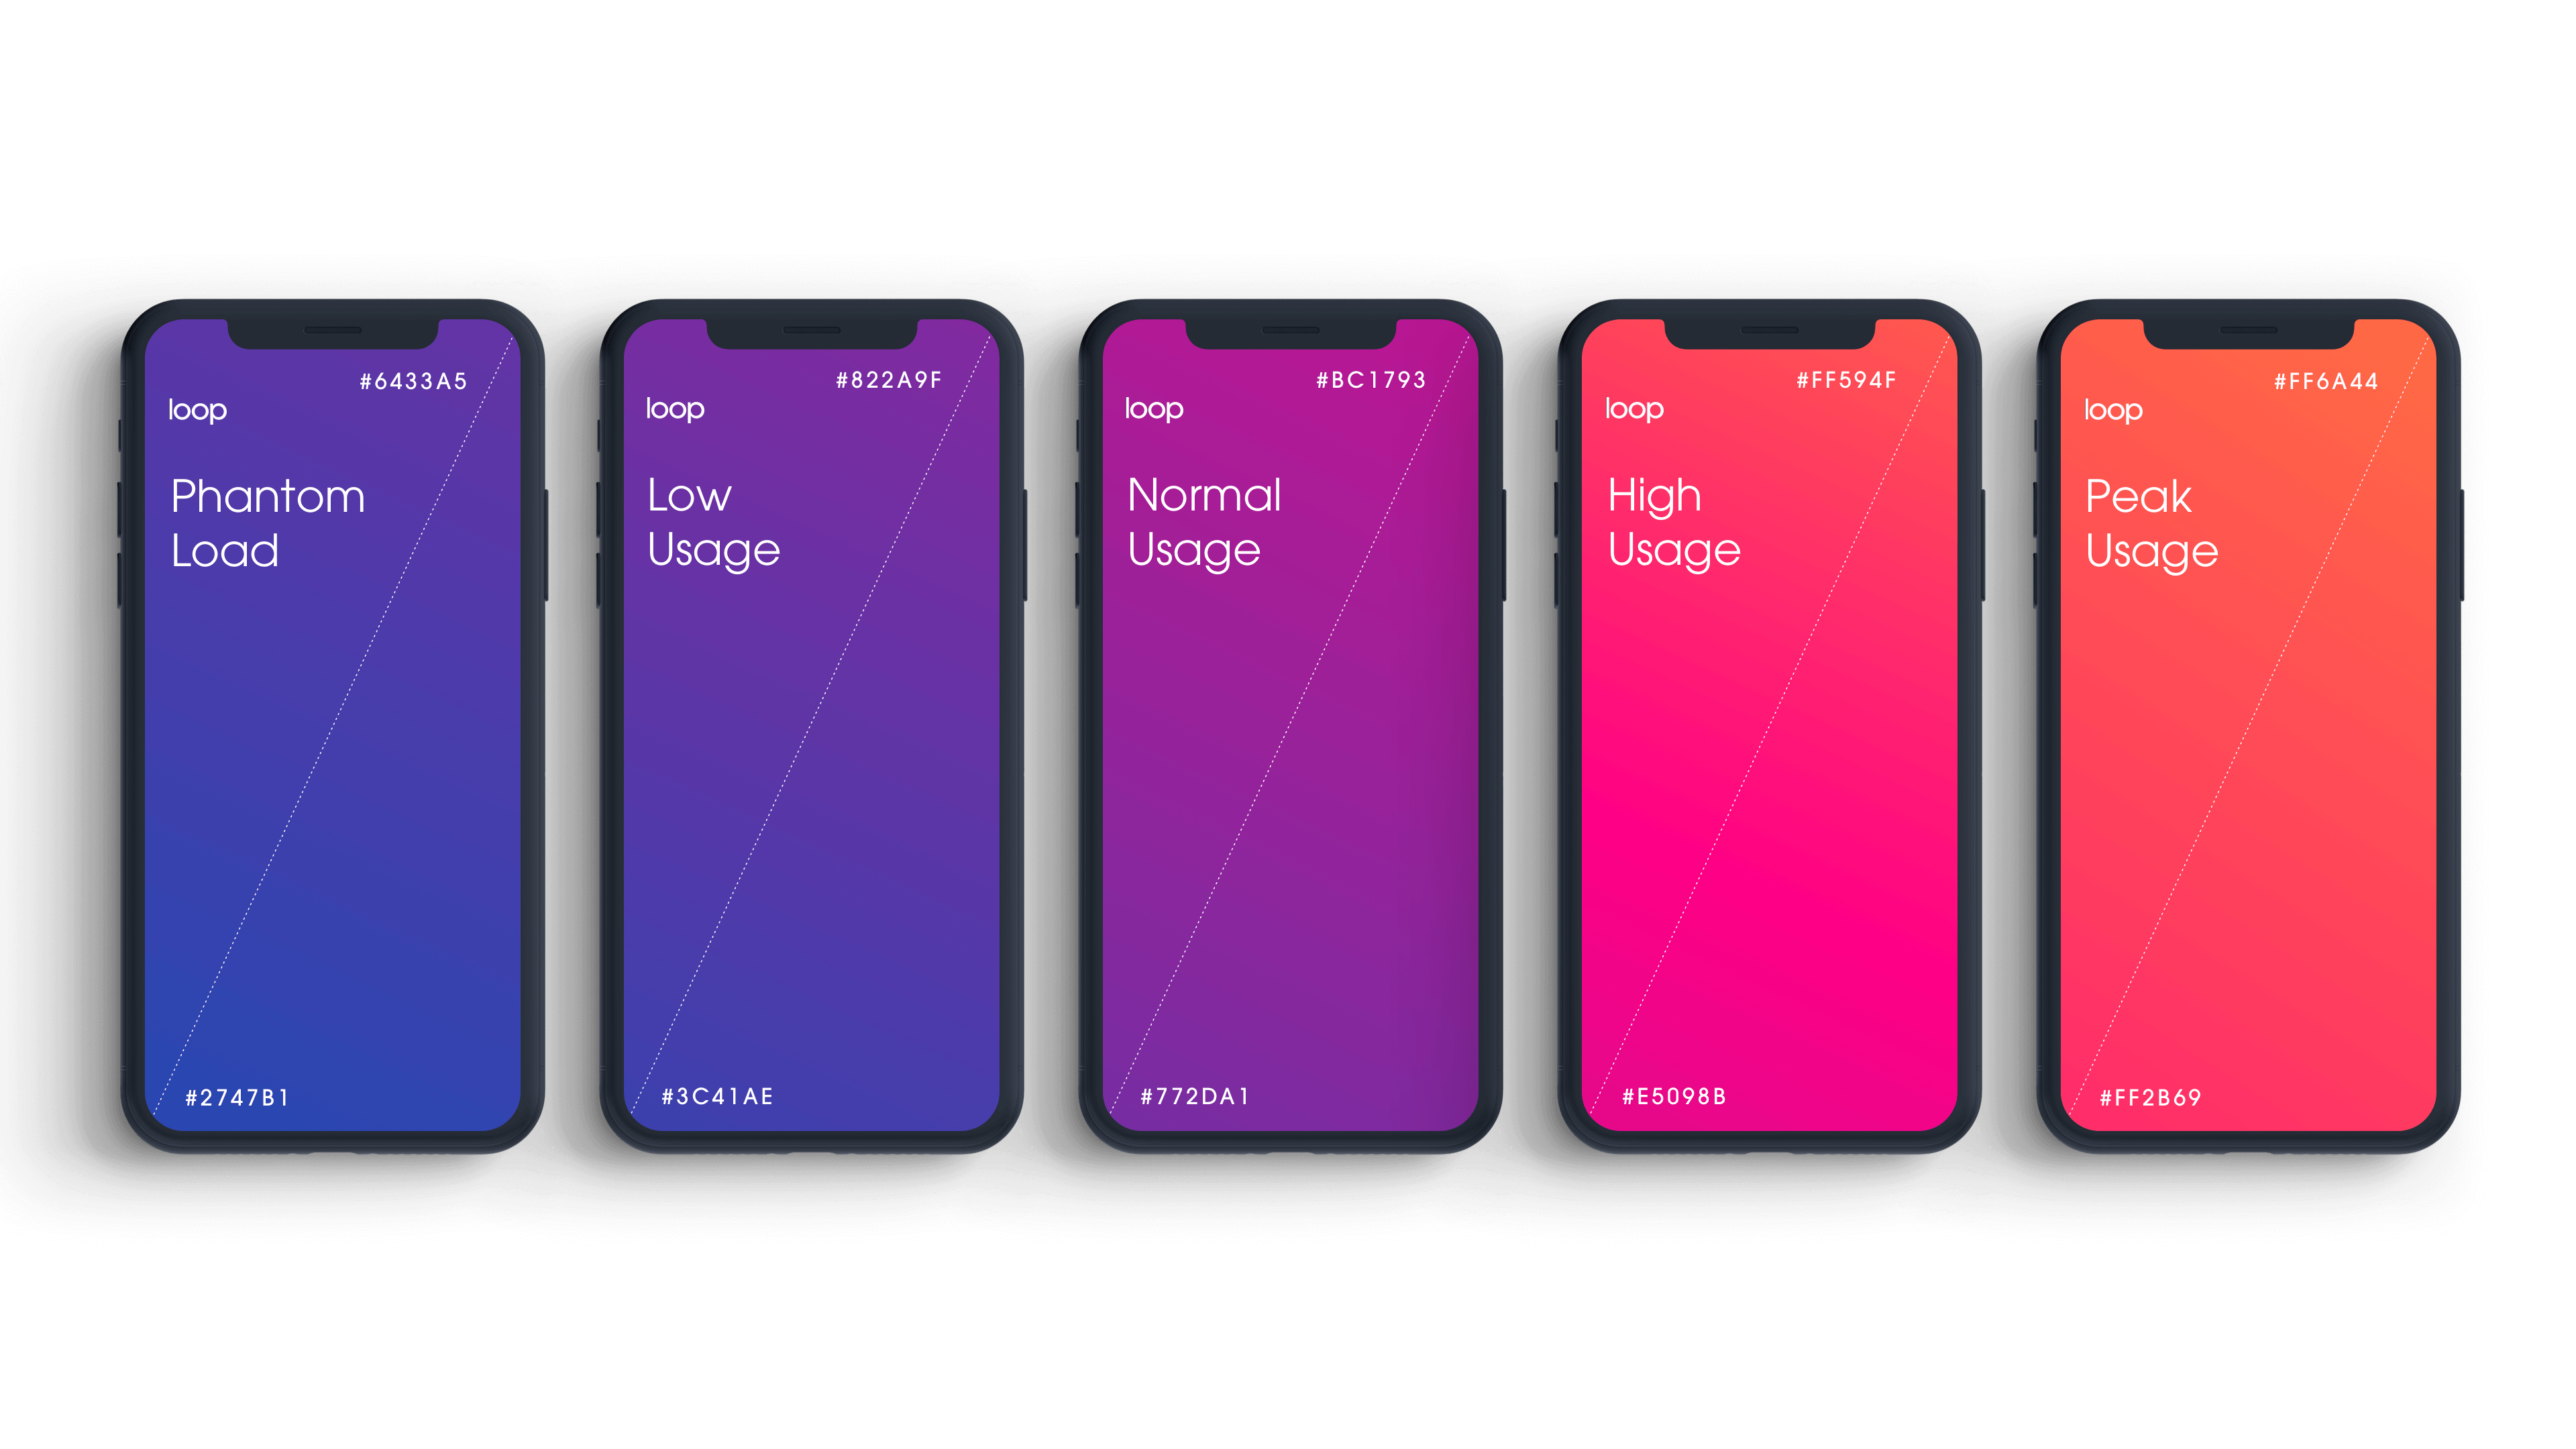 #6433A5
loop
Phantom
Load
#2747B1
#822A9F
loop
Low
Usage
#3C41AE
#BC1793
loop
Normal
Usage
#772DA1
#FF594F
loop
High
Usage
#E5098B
#FF6A44
loop
Peak
Usage
#FF2B69